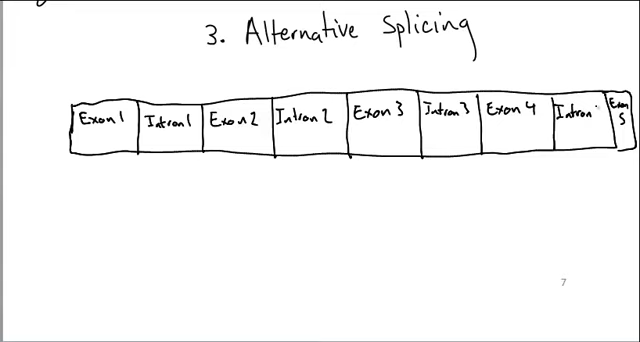 3. Alternative Splicing
Exon 1 Intron 1 Exon 2 Intron 2 Exon 3 Intron 3 Exon 4 Intron Exon 5
7